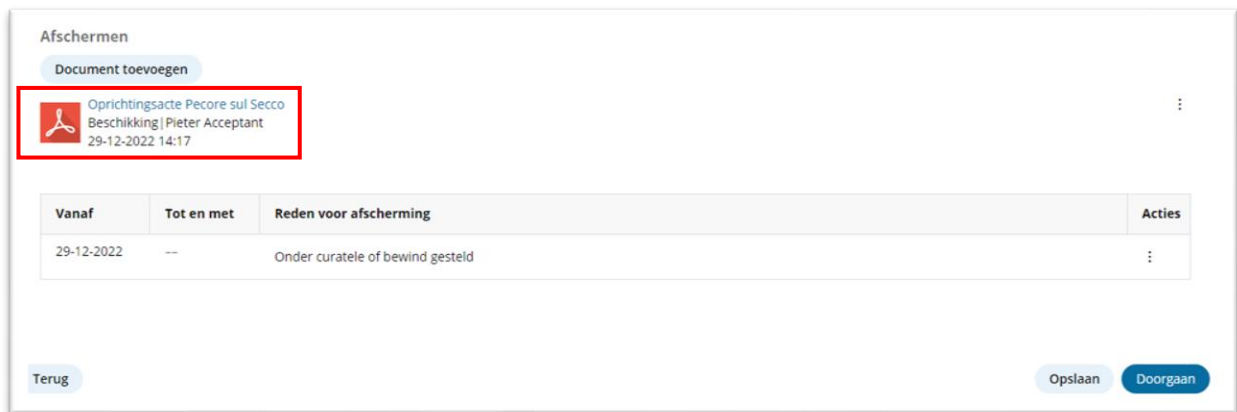 Afschermen
Document toevoegen
Oprichtingsacte Pecore sul Secco
Beschikking|Pieter Acceptant
29-12-2022 14:17
Vanaf Tot en met Reden voor afscherming Acties
29-12-2022 -- Onder curatele of bewind gesteld
Terug Opslaan Doorgaan